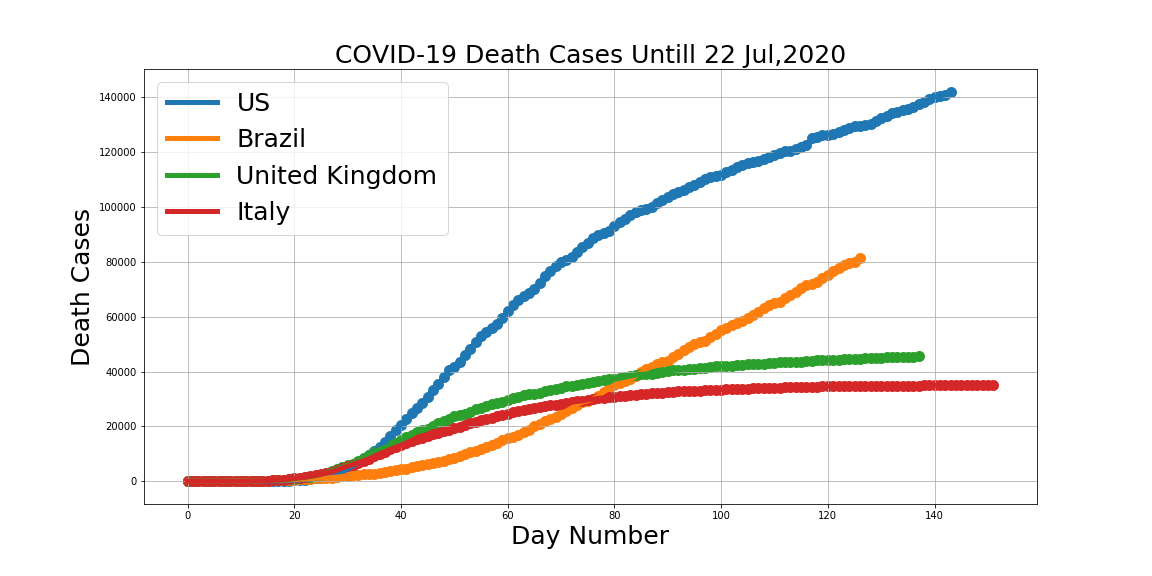 COVID-19 Death Cases Untill 22 Jul,2020
US
Brazil
United Kingdom
Italy
Death Cases
140000
120000
100000
80000
60000
40000
20000
0
0 20 40 60 80 100 120 140
Day Number